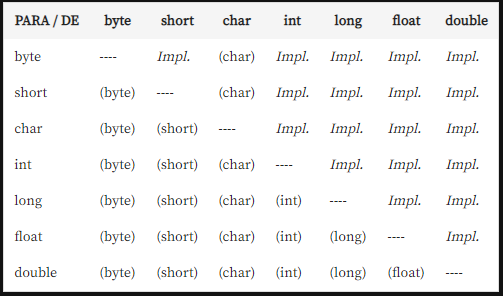 PARA / DE byte short char int long float double
byte ---- Impl. (char) Impl. Impl. Impl. Impl.
short (byte) ---- (char) Impl. Impl. Impl. Impl.
char (byte) (short) ---- Impl. Impl. Impl. Impl.
int (byte) (short) (char) ---- Impl. Impl. Impl.
long (byte) (short) (char) (int) ---- Impl. Impl.
float (byte) (short) (char) (int) (long) ---- Impl.
double (byte) (short) (char) (int) (long) (float) ----